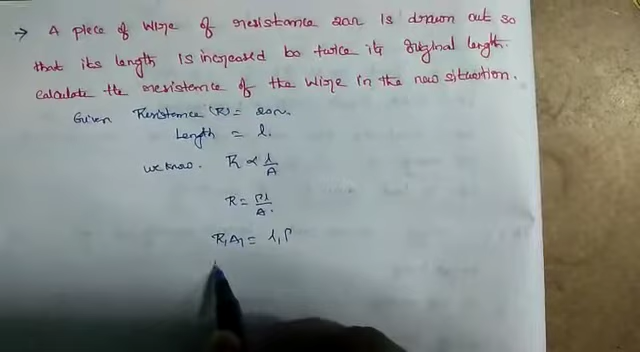 → A piece of wire of resistance 20Ω is drawn out so
that its length is increased to twice its original length.
calculate the resistance of the wire in the new situation.
Given Resistance (R) = 20Ω.
Length = l.
we know. R ∝ l/A
R = ρl/A.
R₁A₁ = l₁ρ